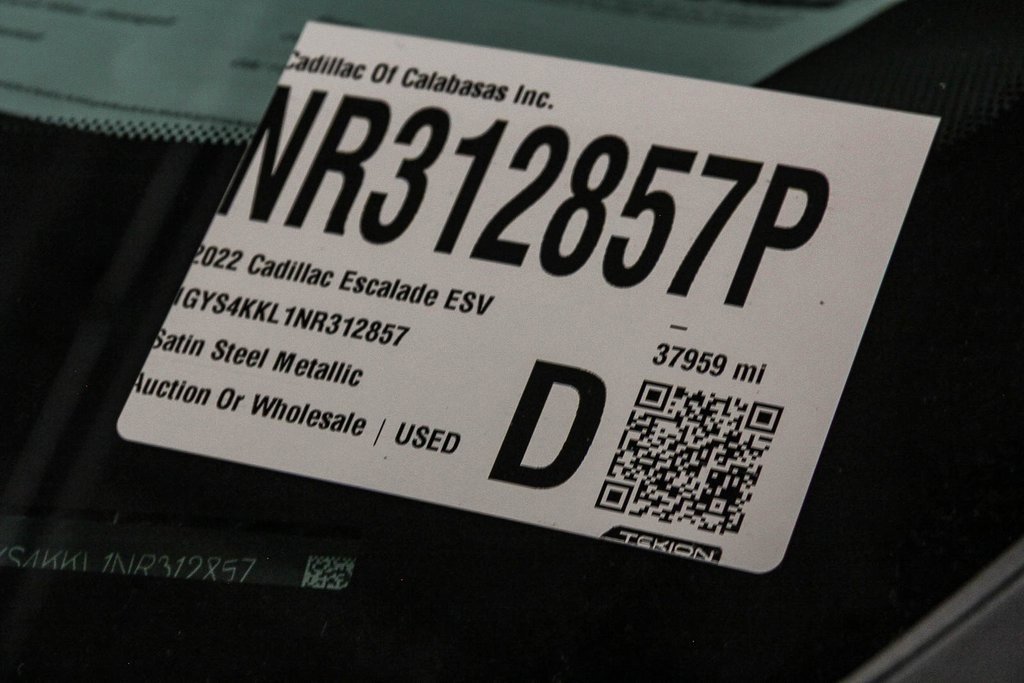 Cadillac Of Calabasas Inc.
NR312857P
2022 Cadillac Escalade ESV
1GYS4KKL1NR312857
Satin Steel Metallic
Auction Or Wholesale | USED
–
37959 mi
D
TEKION
YS4KKL1NR312857